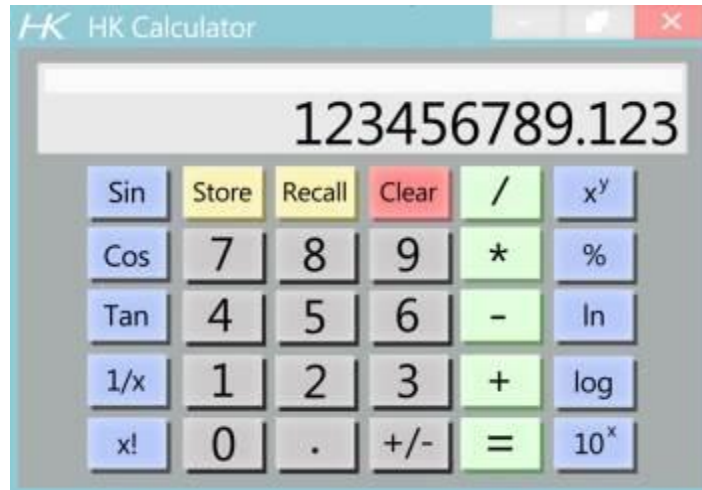 HK HK Calculator
123456789.123
Sin Store Recall Clear / xʸ
Cos 7 8 9 * %
Tan 4 5 6 - ln
1/x 1 2 3 + log
x! 0 . +/- = 10ˣ